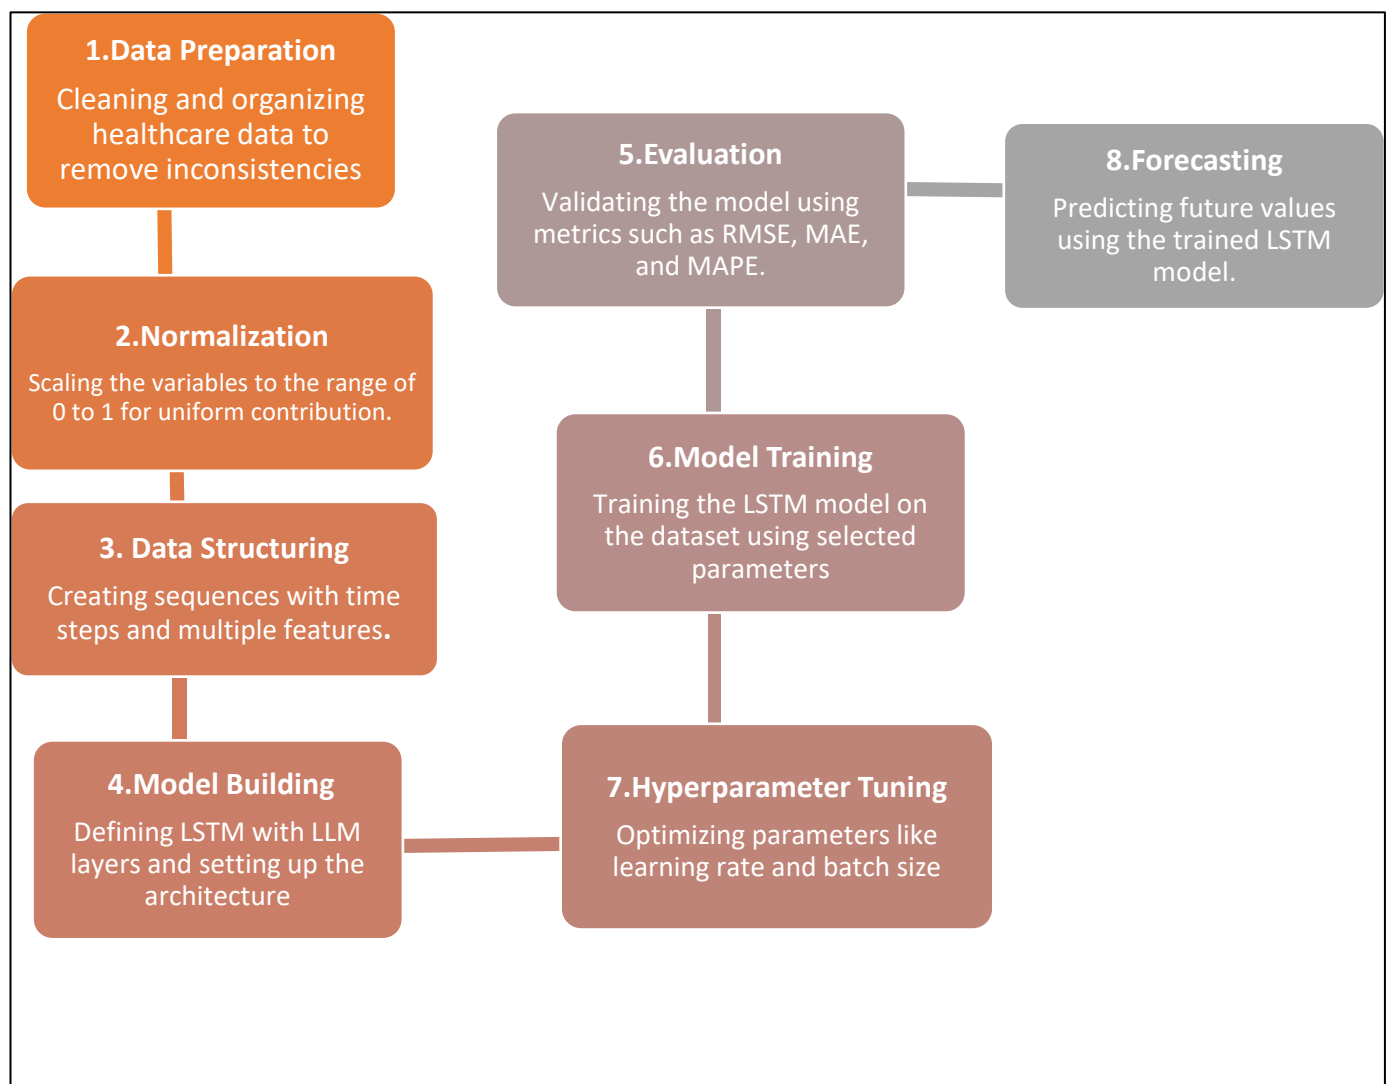 1.Data Preparation
Cleaning and organizing
healthcare data to
remove inconsistencies
2.Normalization
Scaling the variables to the range of
0 to 1 for uniform contribution.
3. Data Structuring
Creating sequences with time
steps and multiple features.
4.Model Building
Defining LSTM with LLM
layers and setting up the
architecture
5.Evaluation
Validating the model using
metrics such as RMSE, MAE,
and MAPE.
6.Model Training
Training the LSTM model on
the dataset using selected
parameters
7.Hyperparameter Tuning
Optimizing parameters like
learning rate and batch size
8.Forecasting
Predicting future values
using the trained LSTM
model.